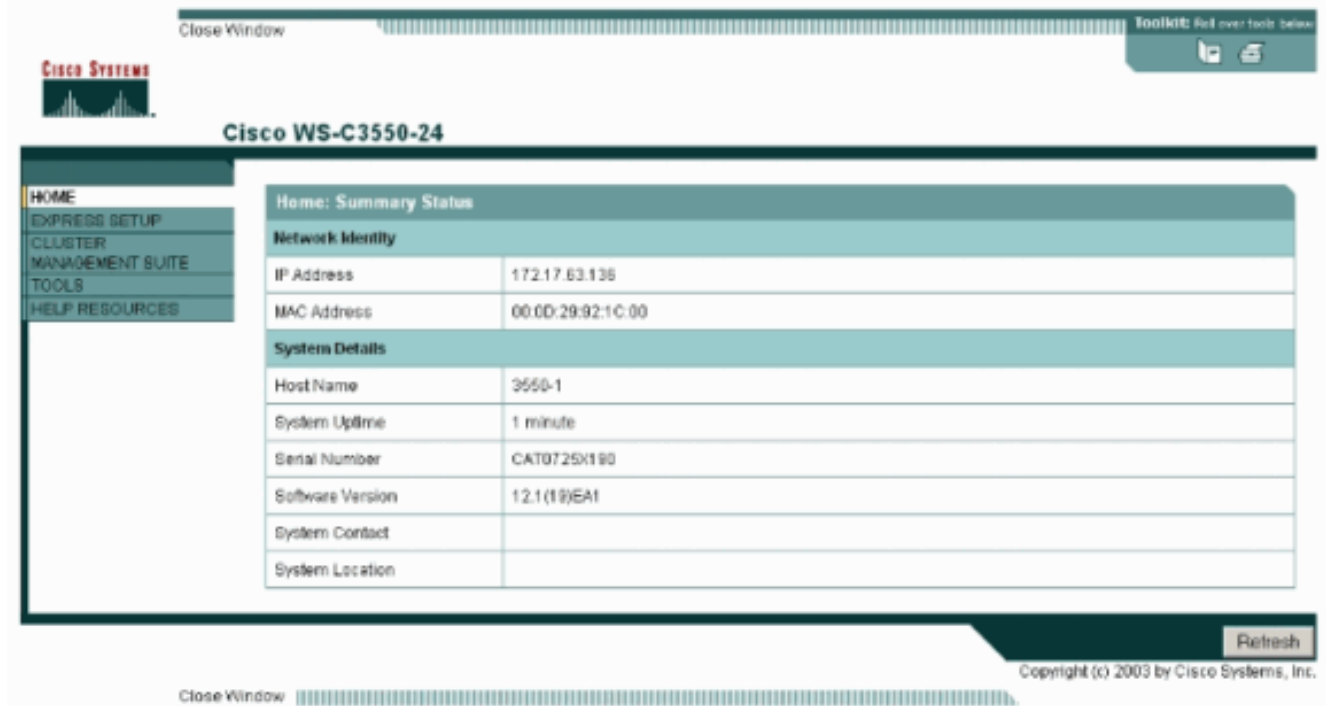 Close Window
Toolkit: Roll over tools below
CISCO SYSTEMS
Cisco WS-C3550-24
HOME
EXPRESS SETUP
CLUSTER
MANAGEMENT SUITE
TOOLS
HELP RESOURCES
Home: Summary Status
Network Identity
IP Address 172.17.63.136
MAC Address 00:0D:29:92:1C:00
System Details
Host Name 3550-1
System Uptime 1 minute
Serial Number CAT0725X190
Software Version 12.1(19)EA1
System Contact
System Location
Refresh
Copyright (c) 2003 by Cisco Systems, Inc.
Close Window